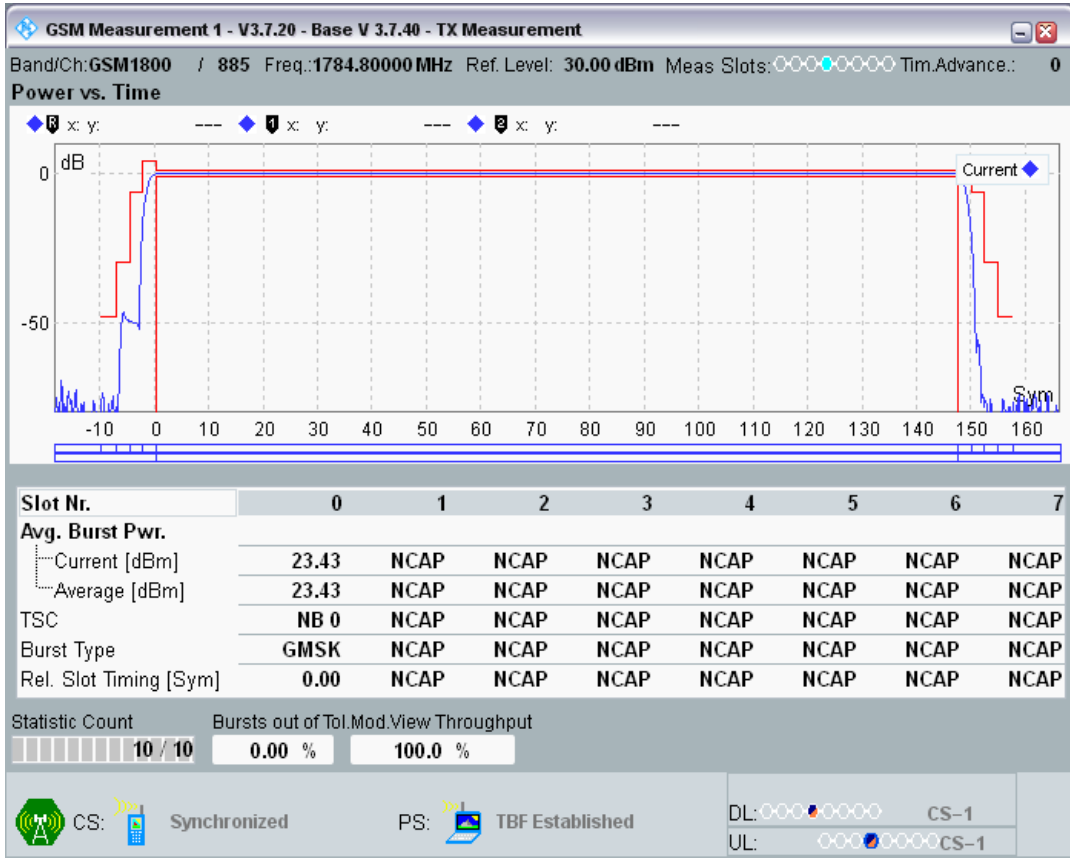 GSM Measurement 1 - V3.7.20 - Base V 3.7.40 - TX Measurement
Band/Ch:GSM1800 / 885 Freq.:1784.80000 MHz Ref. Level: 30.00 dBm Meas Slots: Tim.Advance.: 0
Power vs. Time
R x: y: --- 1 x: y: --- 2 x: y: ---
dB
0
Current
-50
Sym
-10 0 10 20 30 40 50 60 70 80 90 100 110 120 130 140 150 160
Slot Nr. 0 1 2 3 4 5 6 7
Avg. Burst Pwr.
Current [dBm] 23.43 NCAP NCAP NCAP NCAP NCAP NCAP NCAP
Average [dBm] 23.43 NCAP NCAP NCAP NCAP NCAP NCAP NCAP
TSC NB 0 NCAP NCAP NCAP NCAP NCAP NCAP NCAP
Burst Type GMSK NCAP NCAP NCAP NCAP NCAP NCAP NCAP
Rel. Slot Timing [Sym] 0.00 NCAP NCAP NCAP NCAP NCAP NCAP NCAP
Statistic Count Bursts out of Tol.Mod.View Throughput
10 / 10 0.00 % 100.0 %
CS: Synchronized PS: TBF Established
DL: CS-1
UL: CS-1